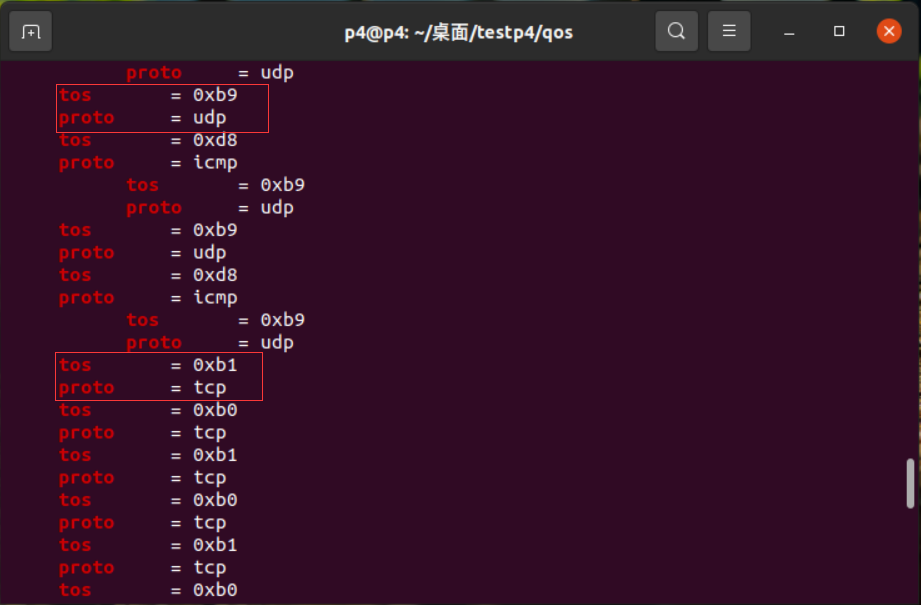 p4@p4: ~/桌面/testp4/qos
proto = udp
tos = 0xb9
proto = udp
tos = 0xd8
proto = icmp
tos = 0xb9
proto = udp
tos = 0xb9
proto = udp
tos = 0xd8
proto = icmp
tos = 0xb9
proto = udp
tos = 0xb1
proto = tcp
tos = 0xb0
proto = tcp
tos = 0xb1
proto = tcp
tos = 0xb0
proto = tcp
tos = 0xb1
proto = tcp
tos = 0xb0